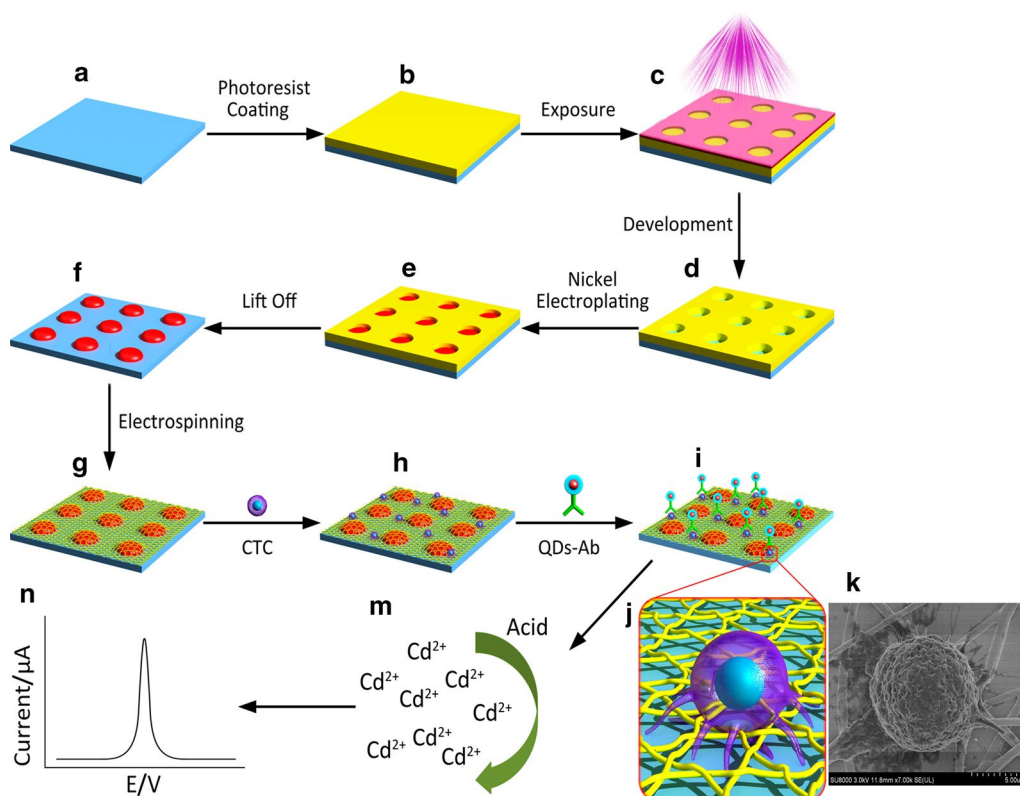 a
Photoresist
Coating
b
Exposure
c
Development
f
Lift Off
e
Nickel
Electroplating
d
Electrospinning
g
CTC
h
QDs-Ab
i
n
Current/μA
E/V
m
Acid
Cd²⁺
Cd²⁺
Cd²⁺
Cd²⁺
Cd²⁺
Cd²⁺
Cd²⁺
Cd²⁺
j
k
SU8000 3.0kV 11.8mm x7.00k SE(UL)
5.00u